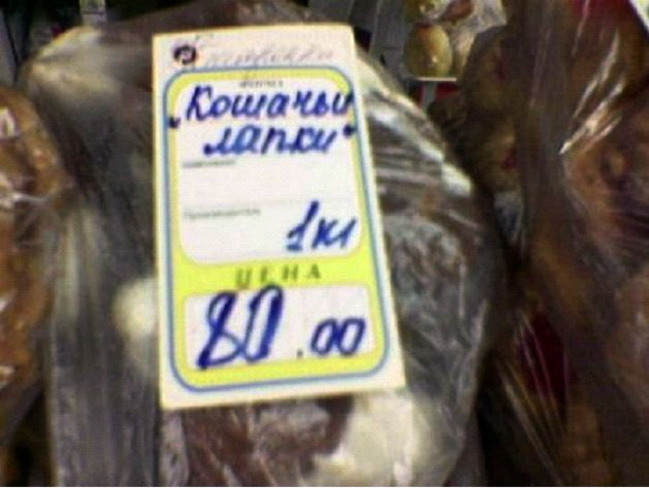 "Кошачьи
лапки"
1кг
ЦЕНА
80.00